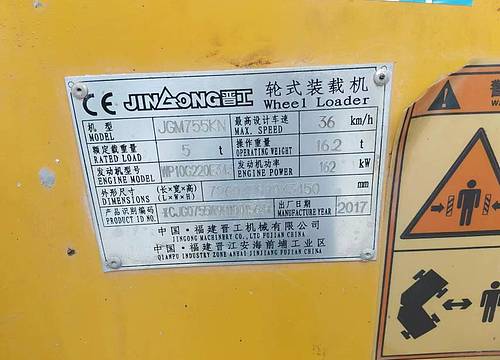 CE JINGONG晋工 轮式装载机
Wheel Loader
机型 JGM755KN 最高设计车速 36 km/h
MODEL MAX. SPEED
额定载重量 5 t 操作重量 16.2 t
RATED LOAD OPERATING WEIGHT
发动机型号 发动机功率 162 kW
ENGINE MODEL ENGINE POWER
外形尺寸 (长×宽×高) mm
DIMENSIONS (L×W×H)
产品识别编码 出厂日期 2017
PRODUCT ID NO. MANUFACTURE YEAR
中国·福建晋工机械有限公司
JINGONG MACHINERY CO., LTD FUJIAN CHINA
中国·福建晋江安海前埔工业区
QIANPU INDUSTRY ZONE ANHAI JINJIANG FUJIAN CHINA